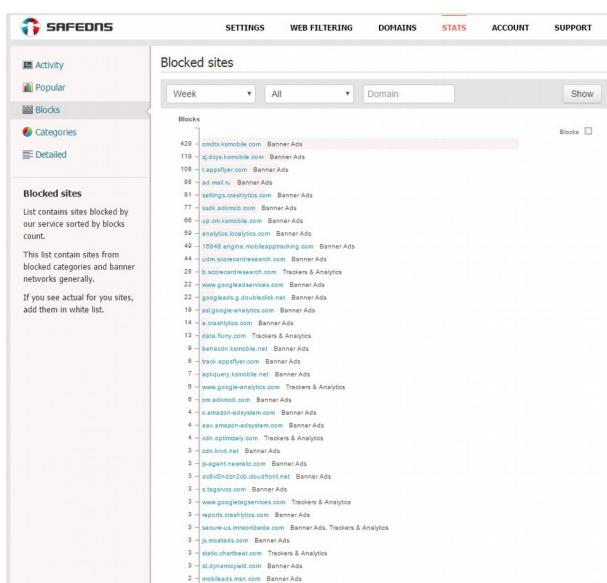 SAFEDNS
SETTINGS WEB FILTERING DOMAINS STATS ACCOUNT SUPPORT
Activity
Popular
Blocks
Categories
Detailed
Blocked sites
List contains sites blocked by
our service sorted by blocks
count.
This list contain sites from
blocked categories and banner
networks generally.
If you see actual for you sites,
add them in white list.
Blocked sites
Week All Domain Show
Blocks
Blocks
429 – cmdts.ksmobile.com Banner Ads
119 – zj.dcys.ksmobile.com Banner Ads
108 – t.appsflyer.com Banner Ads
98 – ad.mail.ru Banner Ads
91 – settings.crashlytics.com Banner Ads
77 – ssdk.adkmob.com Banner Ads
66 – up.cm.ksmobile.com Banner Ads
59 – analytics.localytics.com Banner Ads
49 – 16848.engine.mobileapptracking.com Banner Ads
44 – udm.scorecardresearch.com Banner Ads
28 – b.scorecardresearch.com Trackers & Analytics
22 – www.googleadservices.com Banner Ads
22 – googleads.g.doubleclick.net Banner Ads
19 – ssl.google-analytics.com Banner Ads
14 – e.crashlytics.com Banner Ads
13 – data.flurry.com Trackers & Analytics
9 – behacdn.ksmobile.net Banner Ads
8 – track.appsflyer.com Banner Ads
7 – apkquery.ksmobile.net Banner Ads
6 – www.google-analytics.com Trackers & Analytics
6 – cm.adkmob.com Banner Ads
4 – c.amazon-adsystem.com Banner Ads
4 – aax.amazon-adsystem.com Banner Ads
4 – cdn.optimizely.com Trackers & Analytics
3 – cdn.krxd.net Banner Ads
3 – js-agent.newrelic.com Banner Ads
3 – Banner Ads
3 – s.tagsrvcs.com Banner Ads
3 – www.googletagservices.com Trackers & Analytics
3 – reports.crashlytics.com Banner Ads
3 – secure-us.imrworldwide.com Banner Ads, Trackers & Analytics
3 – js.moatads.com Banner Ads
3 – static.chartbeat.com Trackers & Analytics
3 – st.dynamicyield.com Banner Ads
2 – mobileads.msn.com Banner Ads